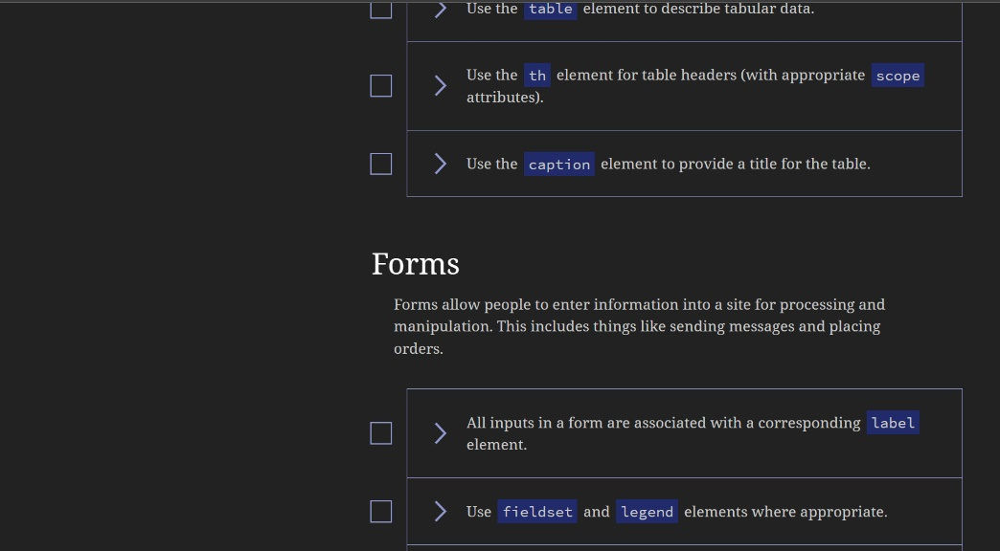 Use the table element to describe tabular data.
Use the th element for table headers (with appropriate scope
attributes).
Use the caption element to provide a title for the table.
Forms
Forms allow people to enter information into a site for processing and
manipulation. This includes things like sending messages and placing
orders.
All inputs in a form are associated with a corresponding label
element.
Use fieldset and legend elements where appropriate.